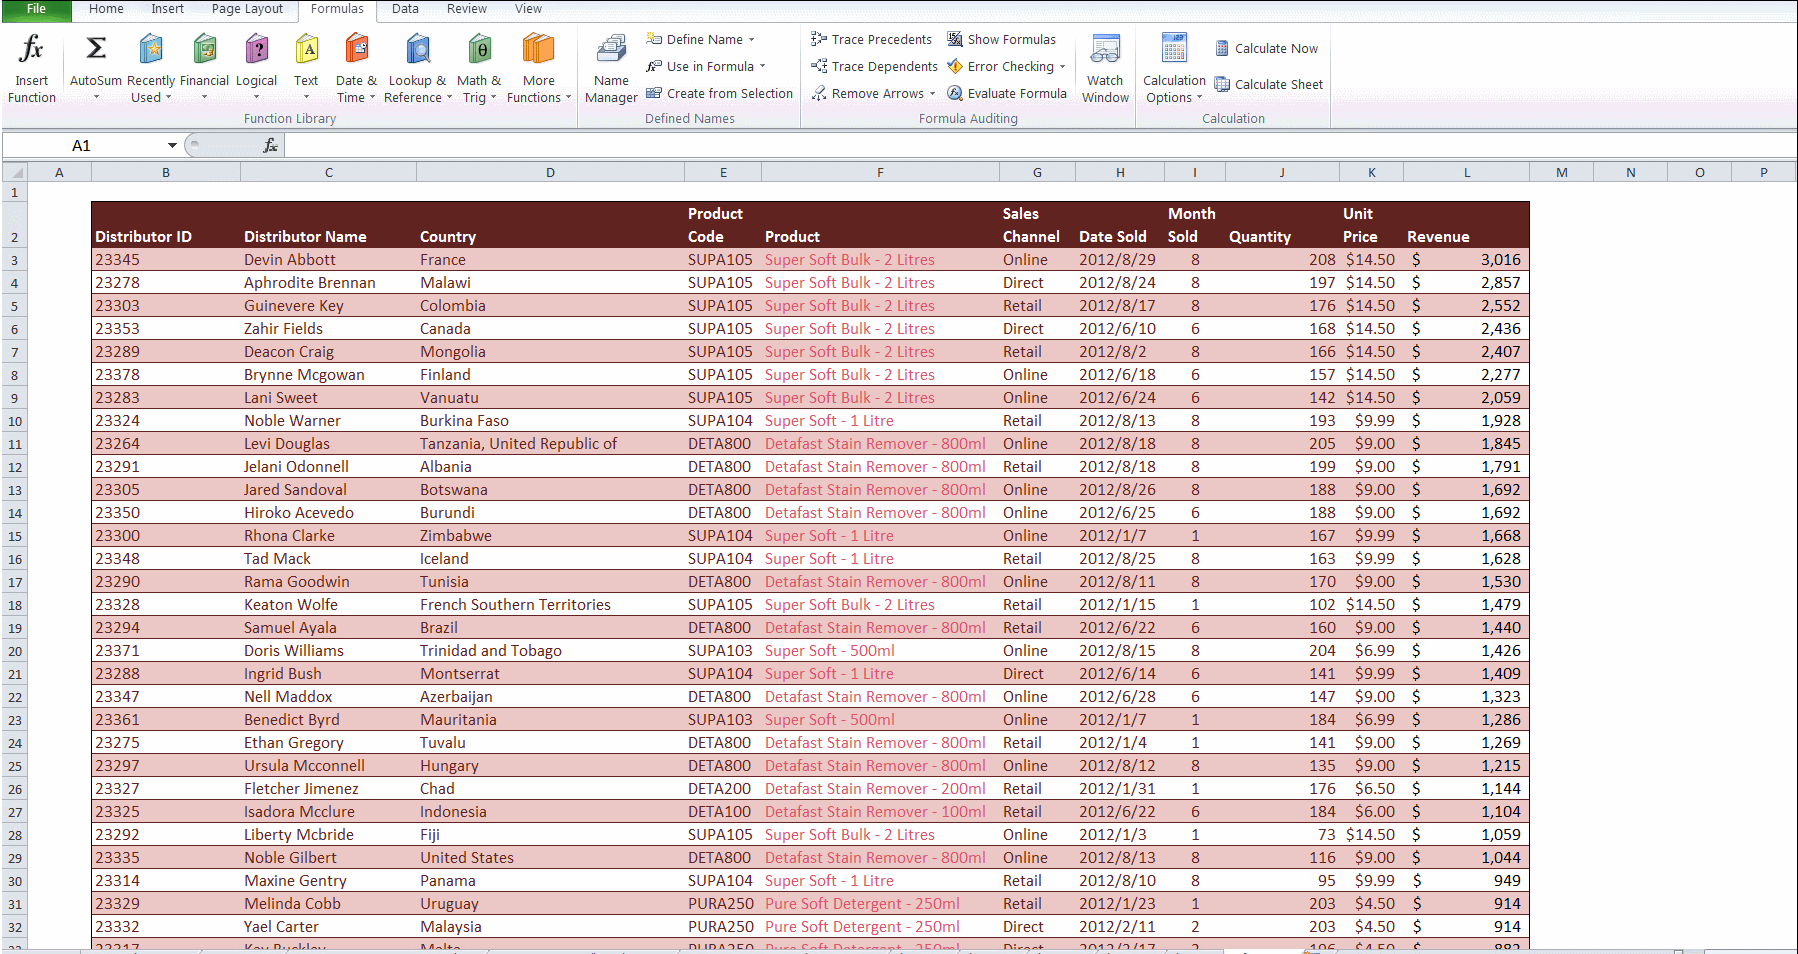 File Home Insert Page Layout Formulas Data Review View
fx Σ ? A θ
Insert Function AutoSum Recently Used Financial Logical Text Date & Time Lookup & Reference Math & Trig More Functions
Function Library
Name Manager Define Name Use in Formula Create from Selection
Defined Names
Trace Precedents Show Formulas
Trace Dependents Error Checking
Remove Arrows Evaluate Formula
Watch Window
Formula Auditing
Calculation Options Calculate Now Calculate Sheet
Calculation
A1 fx
A B C D E F G H I J K L M N O P
1
2 Distributor ID Distributor Name Country Product Code Product Sales Channel Date Sold Month Sold Quantity Unit Price Revenue
3 23345 Devin Abbott France SUPA105 Super Soft Bulk - 2 Litres Online 2012/8/29 8 208 $14.50 $ 3,016
4 23278 Aphrodite Brennan Malawi SUPA105 Super Soft Bulk - 2 Litres Direct 2012/8/24 8 197 $14.50 $ 2,857
5 23303 Guinevere Key Colombia SUPA105 Super Soft Bulk - 2 Litres Retail 2012/8/17 8 176 $14.50 $ 2,552
6 23353 Zahir Fields Canada SUPA105 Super Soft Bulk - 2 Litres Direct 2012/6/10 6 168 $14.50 $ 2,436
7 23289 Deacon Craig Mongolia SUPA105 Super Soft Bulk - 2 Litres Retail 2012/8/2 8 166 $14.50 $ 2,407
8 23378 Brynne Mcgowan Finland SUPA105 Super Soft Bulk - 2 Litres Online 2012/6/18 6 157 $14.50 $ 2,277
9 23283 Lani Sweet Vanuatu SUPA105 Super Soft Bulk - 2 Litres Online 2012/6/24 6 142 $14.50 $ 2,059
10 23324 Noble Warner Burkina Faso SUPA104 Super Soft - 1 Litre Retail 2012/8/13 8 193 $9.99 $ 1,928
11 23264 Levi Douglas Tanzania, United Republic of DETA800 Detafast Stain Remover - 800ml Online 2012/8/18 8 205 $9.00 $ 1,845
12 23291 Jelani Odonnell Albania DETA800 Detafast Stain Remover - 800ml Retail 2012/8/18 8 199 $9.00 $ 1,791
13 23305 Jared Sandoval Botswana DETA800 Detafast Stain Remover - 800ml Online 2012/8/26 8 188 $9.00 $ 1,692
14 23350 Hiroko Acevedo Burundi DETA800 Detafast Stain Remover - 800ml Online 2012/6/25 6 188 $9.00 $ 1,692
15 23300 Rhona Clarke Zimbabwe SUPA104 Super Soft - 1 Litre Online 2012/1/7 1 167 $9.99 $ 1,668
16 23348 Tad Mack Iceland SUPA104 Super Soft - 1 Litre Retail 2012/8/25 8 163 $9.99 $ 1,628
17 23290 Rama Goodwin Tunisia DETA800 Detafast Stain Remover - 800ml Online 2012/8/11 8 170 $9.00 $ 1,530
18 23328 Keaton Wolfe French Southern Territories SUPA105 Super Soft Bulk - 2 Litres Retail 2012/1/15 1 102 $14.50 $ 1,479
19 23294 Samuel Ayala Brazil DETA800 Detafast Stain Remover - 800ml Retail 2012/6/22 6 160 $9.00 $ 1,440
20 23371 Doris Williams Trinidad and Tobago SUPA103 Super Soft - 500ml Online 2012/8/15 8 204 $6.99 $ 1,426
21 23288 Ingrid Bush Montserrat SUPA104 Super Soft - 1 Litre Direct 2012/6/14 6 141 $9.99 $ 1,409
22 23347 Nell Maddox Azerbaijan DETA800 Detafast Stain Remover - 800ml Online 2012/6/28 6 147 $9.00 $ 1,323
23 23361 Benedict Byrd Mauritania SUPA103 Super Soft - 500ml Online 2012/1/7 1 184 $6.99 $ 1,286
24 23275 Ethan Gregory Tuvalu DETA800 Detafast Stain Remover - 800ml Retail 2012/1/4 1 141 $9.00 $ 1,269
25 23297 Ursula Mcconnell Hungary DETA800 Detafast Stain Remover - 800ml Online 2012/8/12 8 135 $9.00 $ 1,215
26 23327 Fletcher Jimenez Chad DETA200 Detafast Stain Remover - 200ml Retail 2012/1/31 1 176 $6.50 $ 1,144
27 23325 Isadora Mcclure Indonesia DETA100 Detafast Stain Remover - 100ml Retail 2012/6/22 6 184 $6.00 $ 1,104
28 23292 Liberty Mcbride Fiji SUPA105 Super Soft Bulk - 2 Litres Online 2012/1/3 1 73 $14.50 $ 1,059
29 23335 Noble Gilbert United States DETA800 Detafast Stain Remover - 800ml Online 2012/8/13 8 116 $9.00 $ 1,044
30 23314 Maxine Gentry Panama SUPA104 Super Soft - 1 Litre Retail 2012/8/10 8 95 $9.99 $ 949
31 23329 Melinda Cobb Uruguay PURA250 Pure Soft Detergent - 250ml Retail 2012/1/23 1 203 $4.50 $ 914
32 23332 Yael Carter Malaysia PURA250 Pure Soft Detergent - 250ml Direct 2012/2/11 2 203 $4.50 $ 914